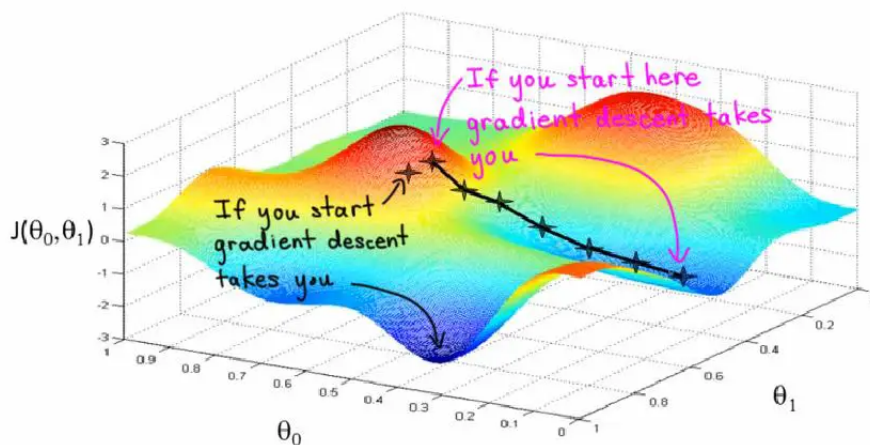 If you start here
gradient descent takes
you
If you start
gradient descent
takes you
J(θ₀,θ₁)
3
2
1
0
-1
-2
-3
1
0.9
0.8
0.7
0.6
0.5
0.4
0.3
0.2
0.1
0
θ₀
1
0.8
0.6
0.4
0.2
θ₁